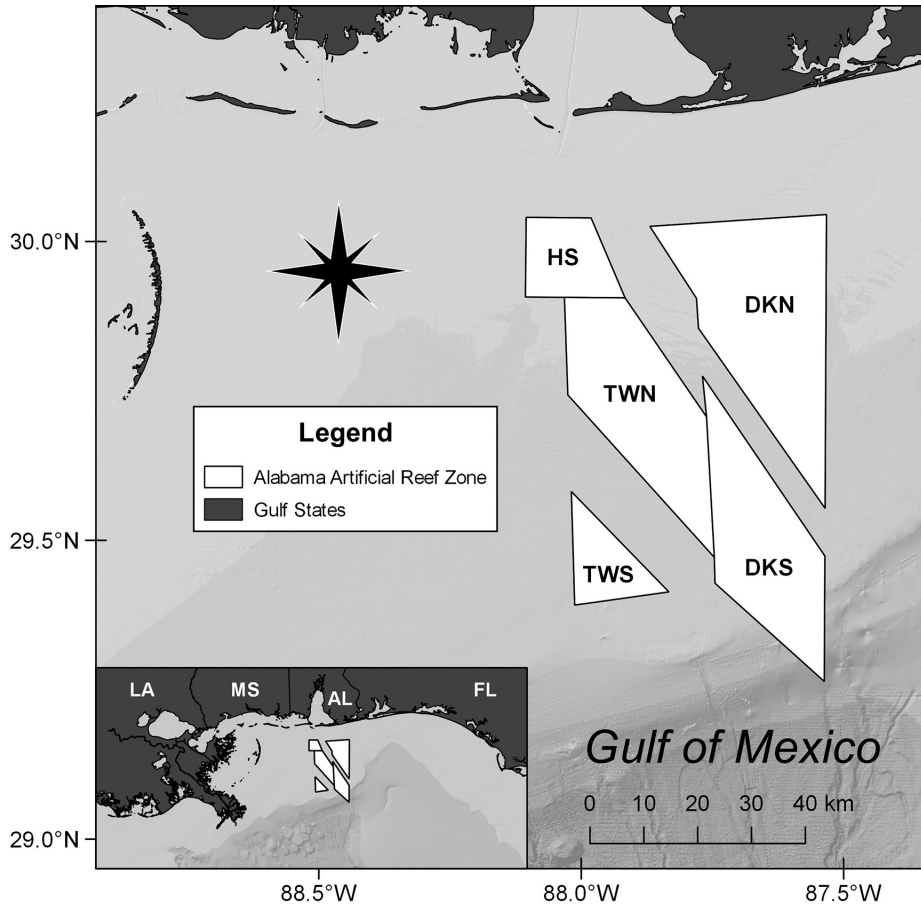 30.0°N
HS
DKN
TWN
Legend
Alabama Artificial Reef Zone
Gulf States
29.5°N
TWS
DKS
LA
MS
AL
FL
Gulf of Mexico
0 10 20 30 40 km
29.0°N
88.5°W 88.0°W 87.5°W